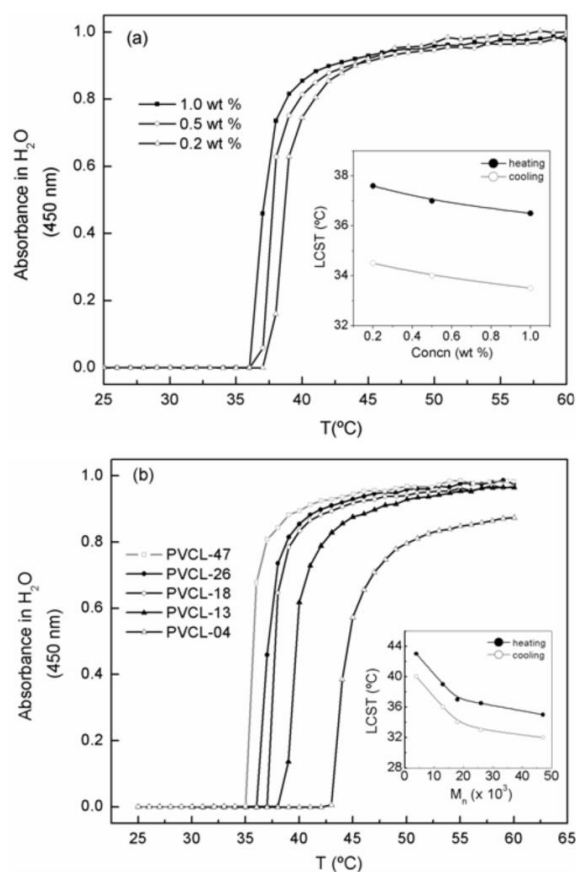 (a)
1.0 wt %
0.5 wt %
0.2 wt %
Absorbance in H₂O
(450 nm)
1.0
0.8
0.6
0.4
0.2
0.0
25 30 35 40 45 50 55 60
T(ºC)
heating
cooling
LCST (ºC)
38
36
34
32
0.2 0.4 0.6 0.8 1.0
Concn (wt %)
(b)
PVCL-47
PVCL-26
PVCL-18
PVCL-13
PVCL-04
Absorbance in H₂O
(450 nm)
1.0
0.8
0.6
0.4
0.2
0.0
25 30 35 40 45 50 55 60 65
T (ºC)
heating
cooling
LCST (ºC)
44
40
36
32
28
0 10 20 30 40 50
Mₙ (x 10³)